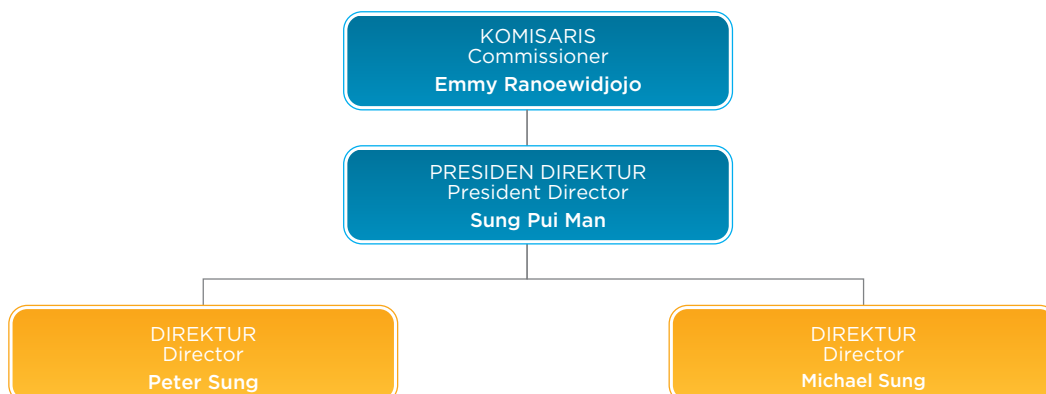 KOMISARIS
Commissioner
Emmy Ranoewidjojo
PRESIDEN DIREKTUR
President Director
Sung Pui Man
DIREKTUR
Director
Peter Sung
DIREKTUR
Director
Michael Sung